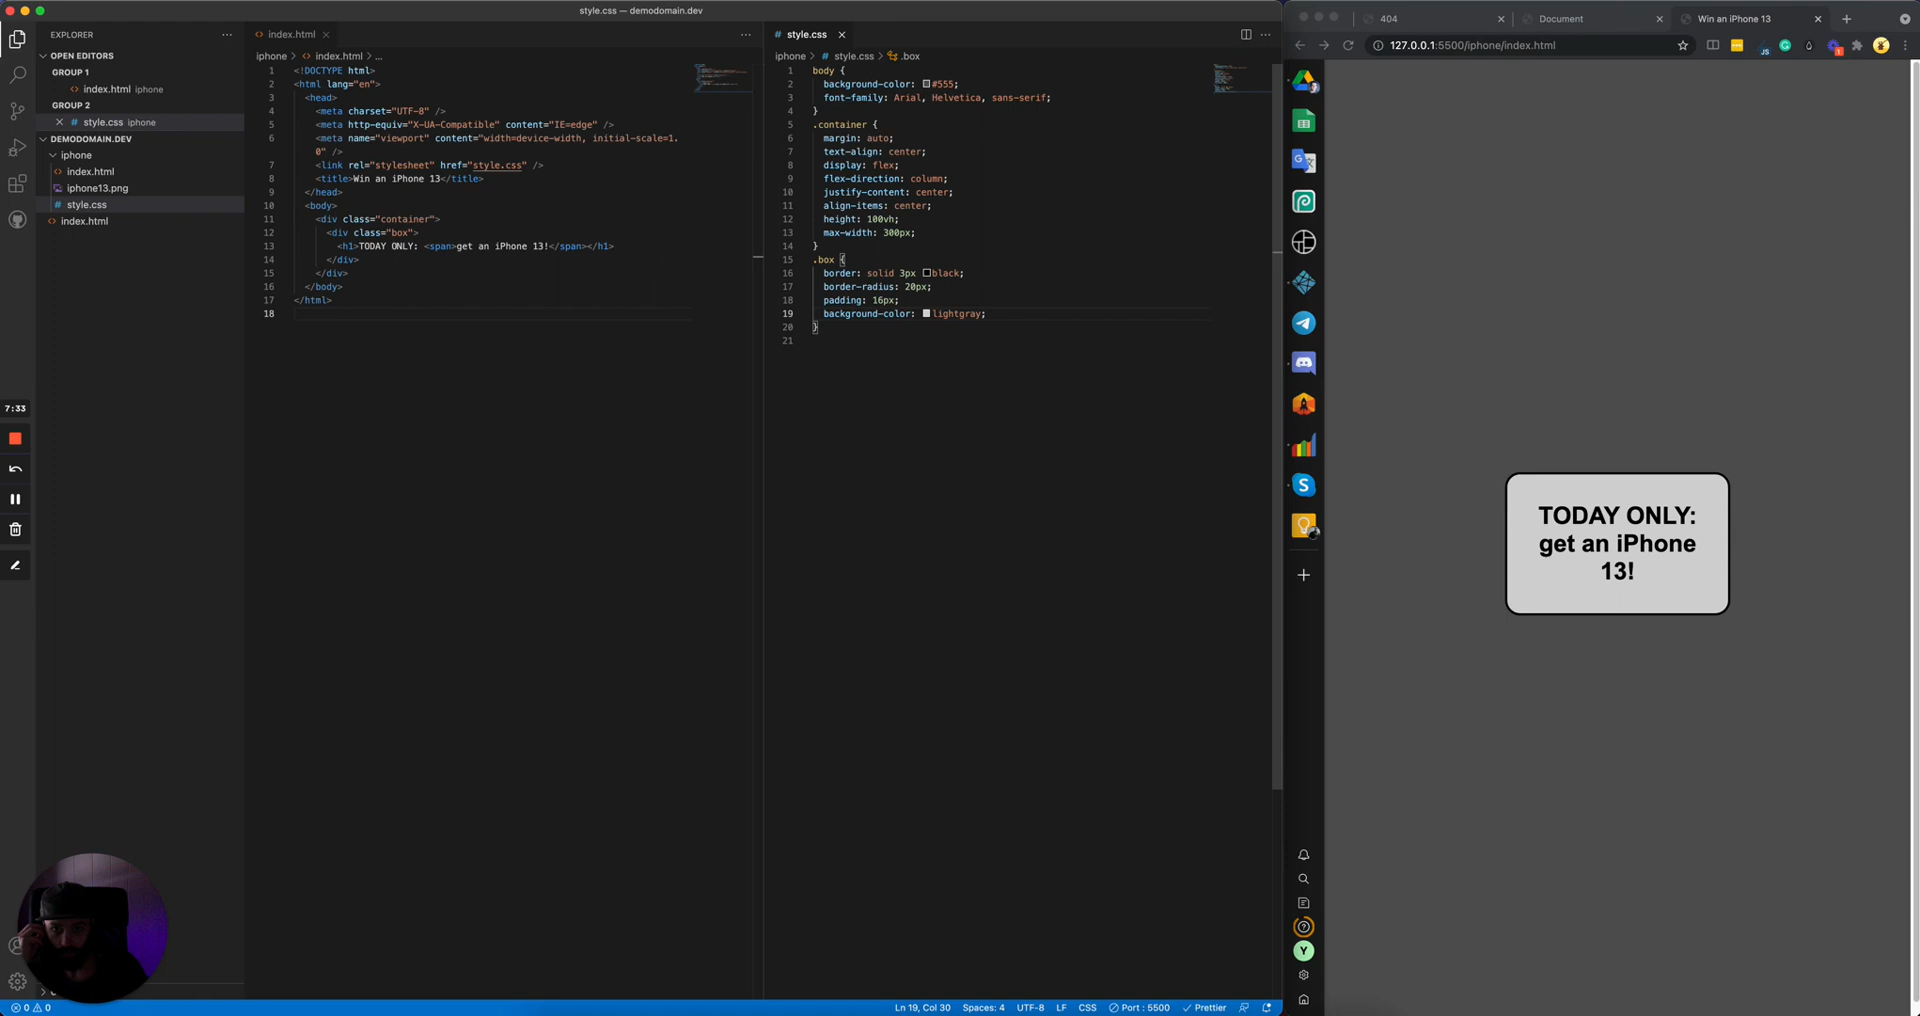 style.css — demodomain.dev
EXPLORER
OPEN EDITORS
GROUP 1
index.html iphone
GROUP 2
style.css iphone
DEMODOMAIN.DEV
iphone
index.html
iphone13.png
style.css
index.html
7:33
index.html
iphone > index.html > ...
1 <!DOCTYPE html>
2 <html lang="en">
3 <head>
4 <meta charset="UTF-8" />
5 <meta http-equiv="X-UA-Compatible" content="IE=edge" />
6 <meta name="viewport" content="width=device-width, initial-scale=1.
0" />
7 <link rel="stylesheet" href="style.css" />
8 <title>Win an iPhone 13</title>
9 </head>
10 <body>
11 <div class="container">
12 <div class="box">
13 <h1>TODAY ONLY: <span>get an iPhone 13!</span></h1>
14 </div>
15 </div>
16 </body>
17 </html>
18
style.css
iphone > style.css > .box
1 body {
2 background-color: #555;
3 font-family: Arial, Helvetica, sans-serif;
4 }
5 .container {
6 margin: auto;
7 text-align: center;
8 display: flex;
9 flex-direction: column;
10 justify-content: center;
11 align-items: center;
12 height: 100vh;
13 max-width: 300px;
14 }
15 .box {
16 border: solid 3px black;
17 border-radius: 20px;
18 padding: 16px;
19 background-color: lightgray;
20 }
21
0 0
Ln 19, Col 30 Spaces: 4 UTF-8 LF CSS Port : 5500 Prettier
404
Document
Win an iPhone 13
127.0.0.1:5500/iphone/index.html
JS
1
S
Y
TODAY ONLY:
get an iPhone
13!